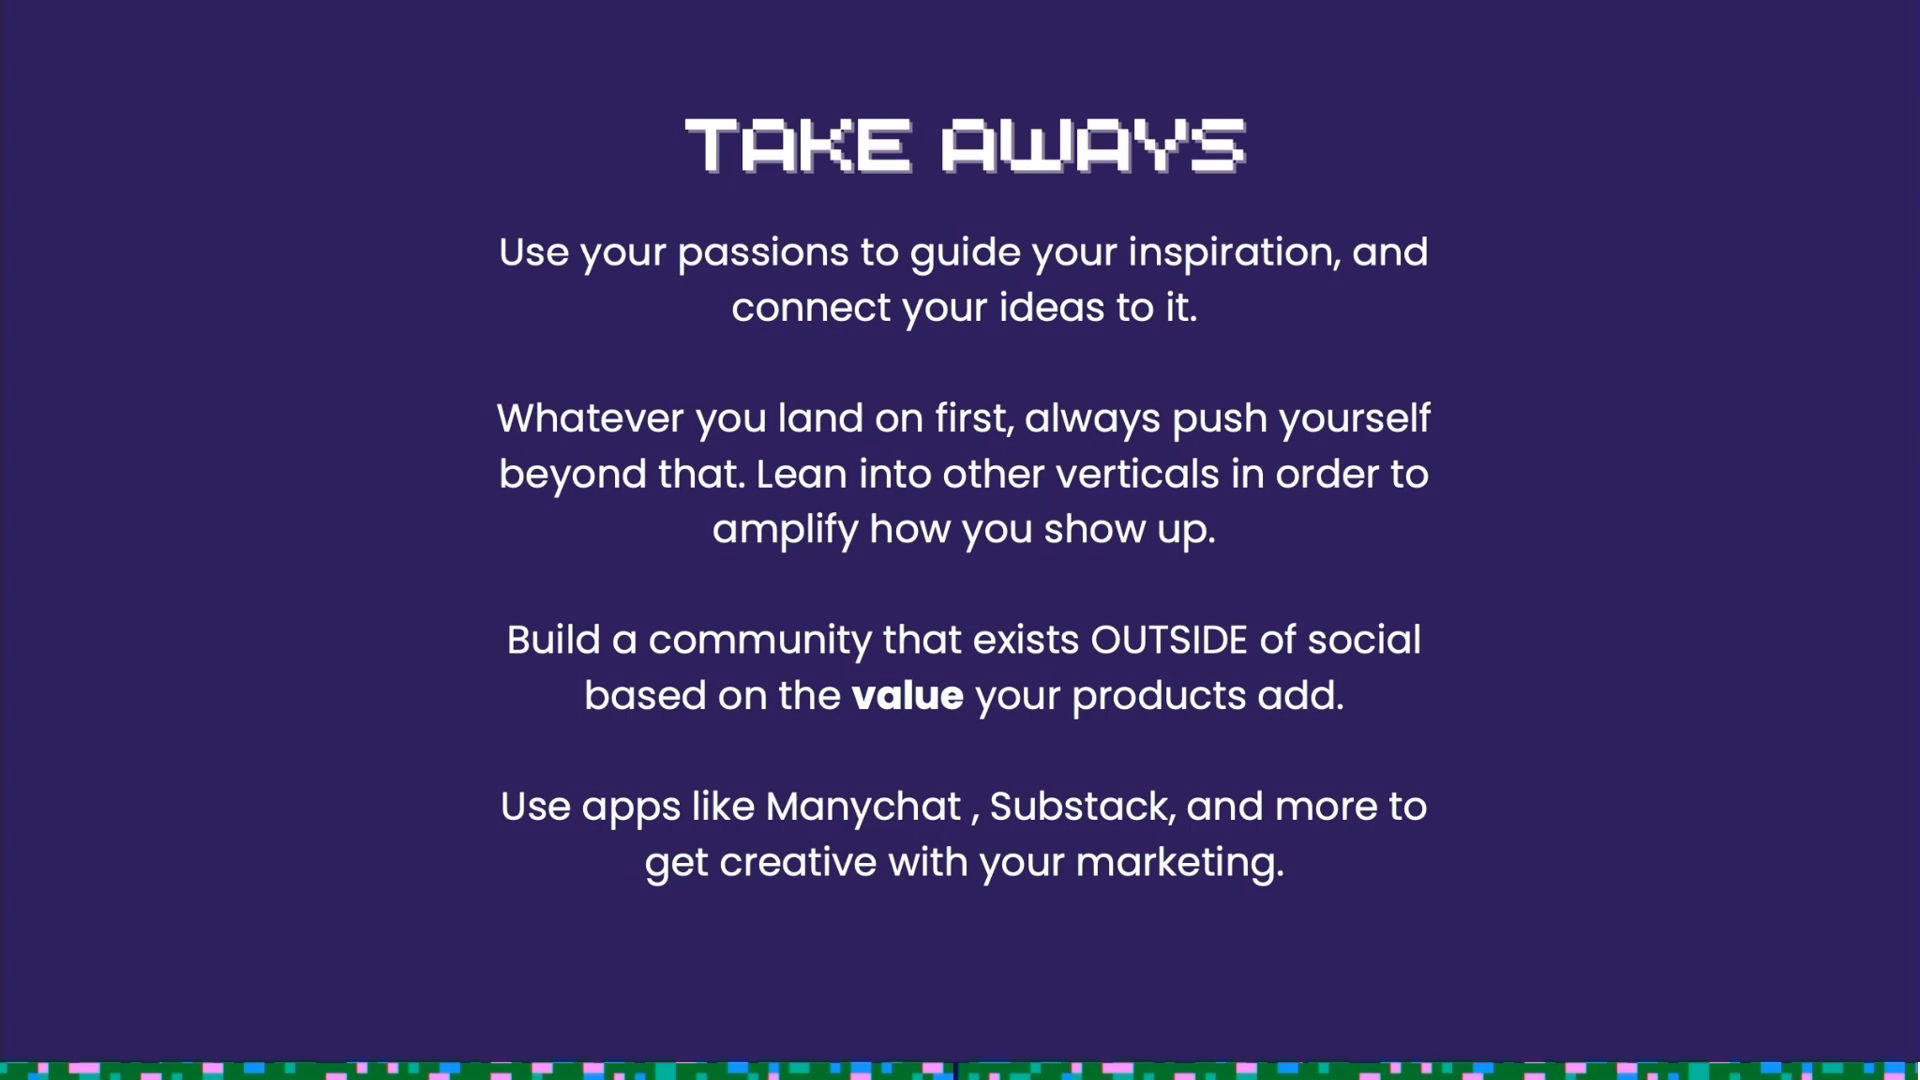 TAKE AWAYS
Use your passions to guide your inspiration, and
connect your ideas to it.
Whatever you land on first, always push yourself
beyond that. Lean into other verticals in order to
amplify how you show up.
Build a community that exists OUTSIDE of social
based on the value your products add.
Use apps like Manychat , Substack, and more to
get creative with your marketing.